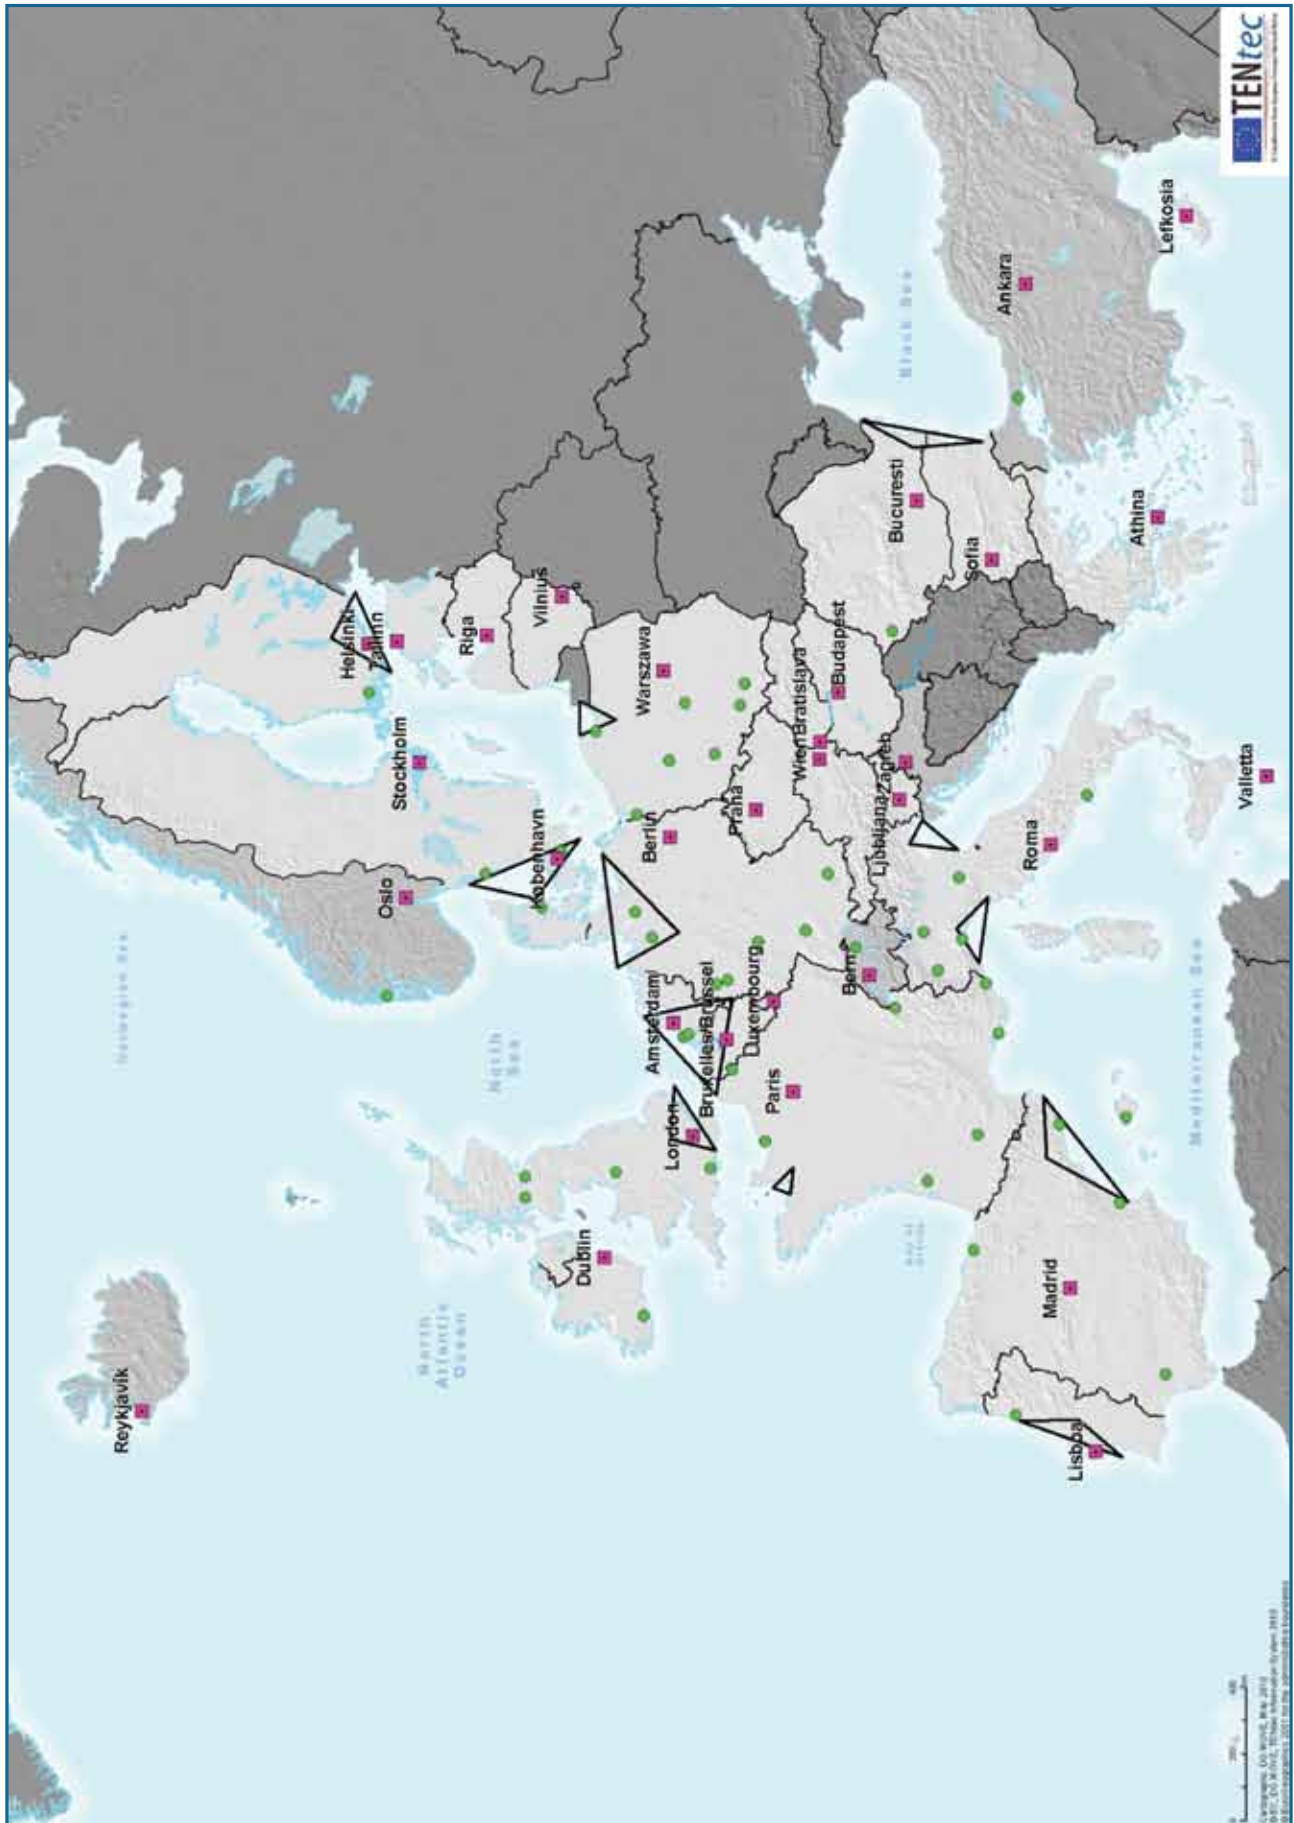 Reykjavik
Norwegian Sea
Oslo
Stockholm
Helsinki
Tallinn
Riga
Vilnius
North
Atlantic
Ocean
Dublin
North
Sea
København
London
Amsterdam
Bruxelles/Brussel
Luxembourg
Paris
Berlin
Warszawa
Praha
Wien
Bratislava
Budapest
Bern
Ljubljana
Zagreb
Bucuresti
Sofia
Black Sea
Ankara
Lefkosia
Athina
Roma
Valletta
Madrid
Lisboa
Mediterranean Sea
TENtec